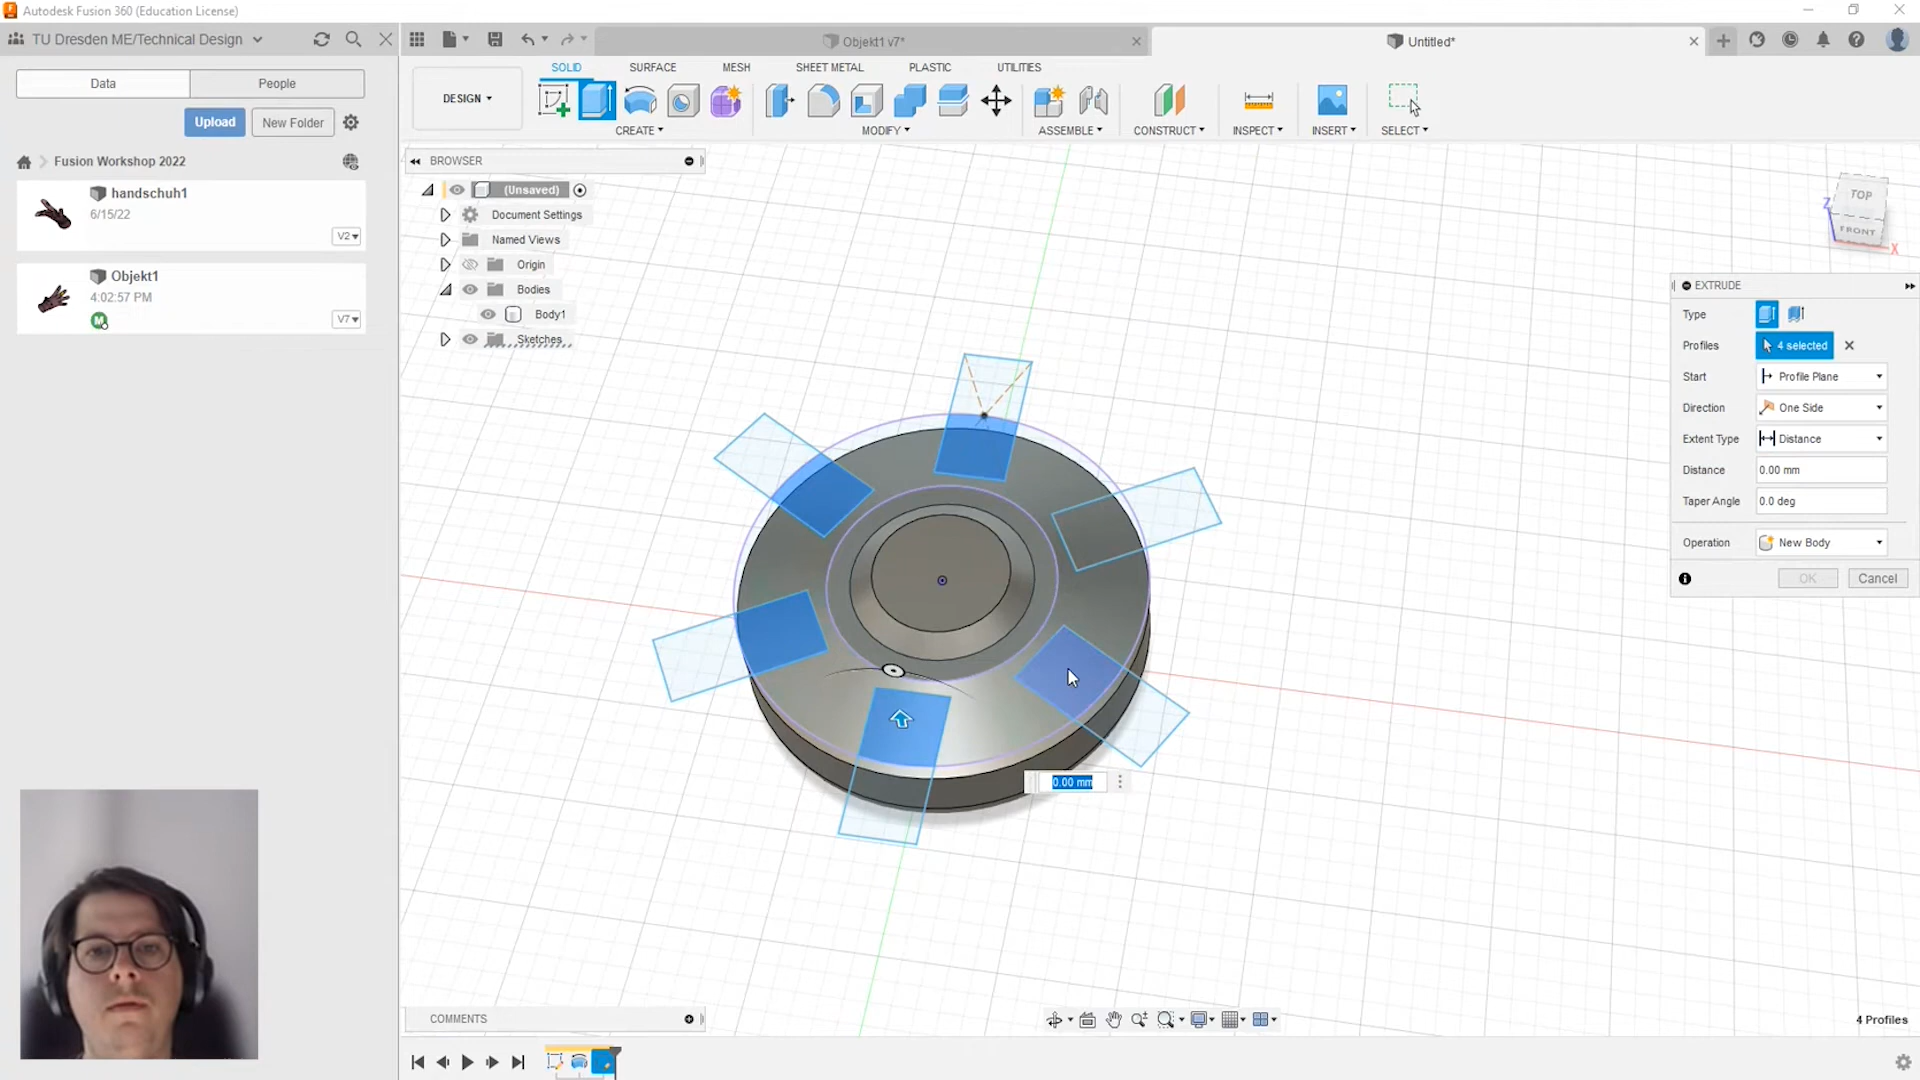 Autodesk Fusion 360 (Education License)
TU Dresden ME/Technical Design
Objekt1 v7*
Untitled*
Data
People
Upload
New Folder
Fusion Workshop 2022
handschuh1
6/15/22
V2
Objekt1
4:02:57 PM
M
V7
DESIGN
SOLID
SURFACE
MESH
SHEET METAL
PLASTIC
UTILITIES
CREATE
MODIFY
ASSEMBLE
CONSTRUCT
INSPECT
INSERT
SELECT
BROWSER
(Unsaved)
Document Settings
Named Views
Origin
Bodies
Body1
Sketches
TOP
FRONT
Z
X
EXTRUDE
Type
Profiles
4 selected
Start
Profile Plane
Direction
One Side
Extent Type
Distance
Distance
0.00 mm
Taper Angle
0.0 deg
Operation
New Body
OK
Cancel
0.00 mm
COMMENTS
4 Profiles